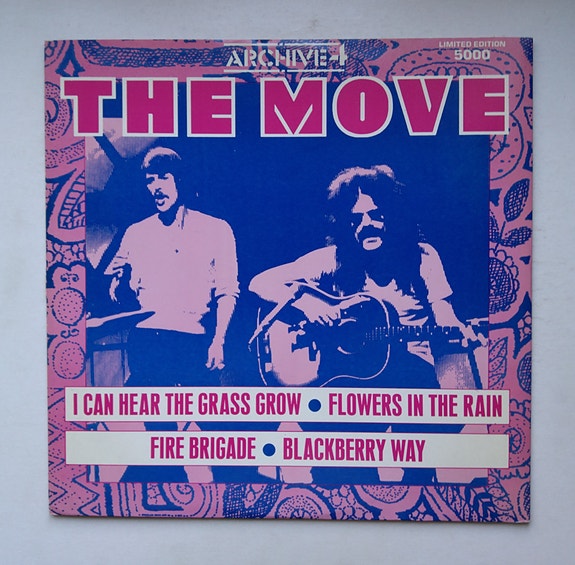 ARCHIVE 4
LIMITED EDITION
5000
THE MOVE
I CAN HEAR THE GRASS GROW • FLOWERS IN THE RAIN
FIRE BRIGADE • BLACKBERRY WAY